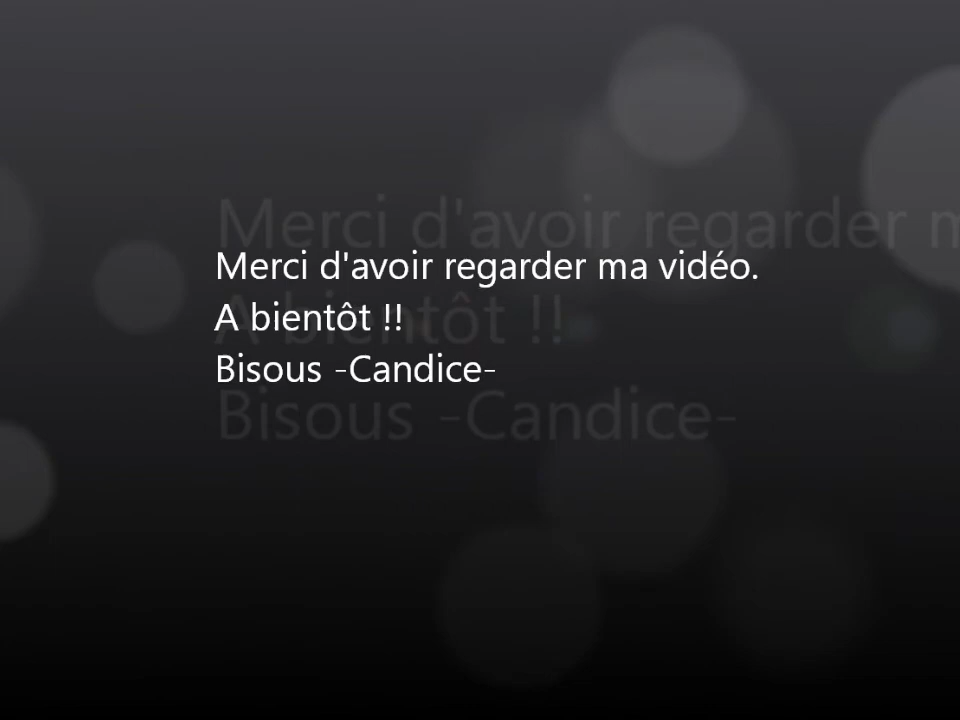 Merci d'avoir regarder ma vidéo.
A bientôt !!
Bisous -Candice-